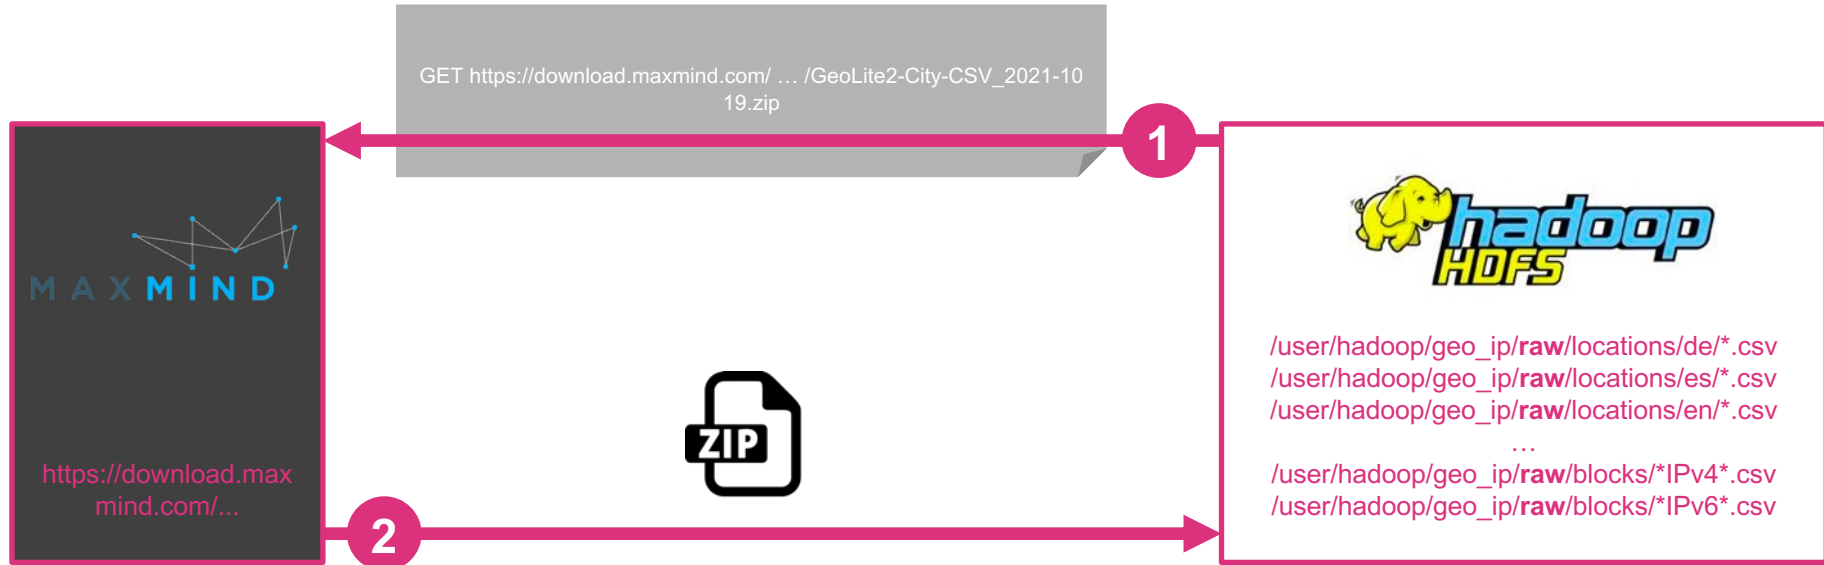 GET https://download.maxmind.com/ … /GeoLite2-City-CSV_2021-10
19.zip
1
MAXMIND
hadoop
HDFS
/user/hadoop/geo_ip/raw/locations/de/*.csv
/user/hadoop/geo_ip/raw/locations/es/*.csv
/user/hadoop/geo_ip/raw/locations/en/*.csv
…
/user/hadoop/geo_ip/raw/blocks/*IPv4*.csv
/user/hadoop/geo_ip/raw/blocks/*IPv6*.csv
ZIP
https://download.max
mind.com/...
2